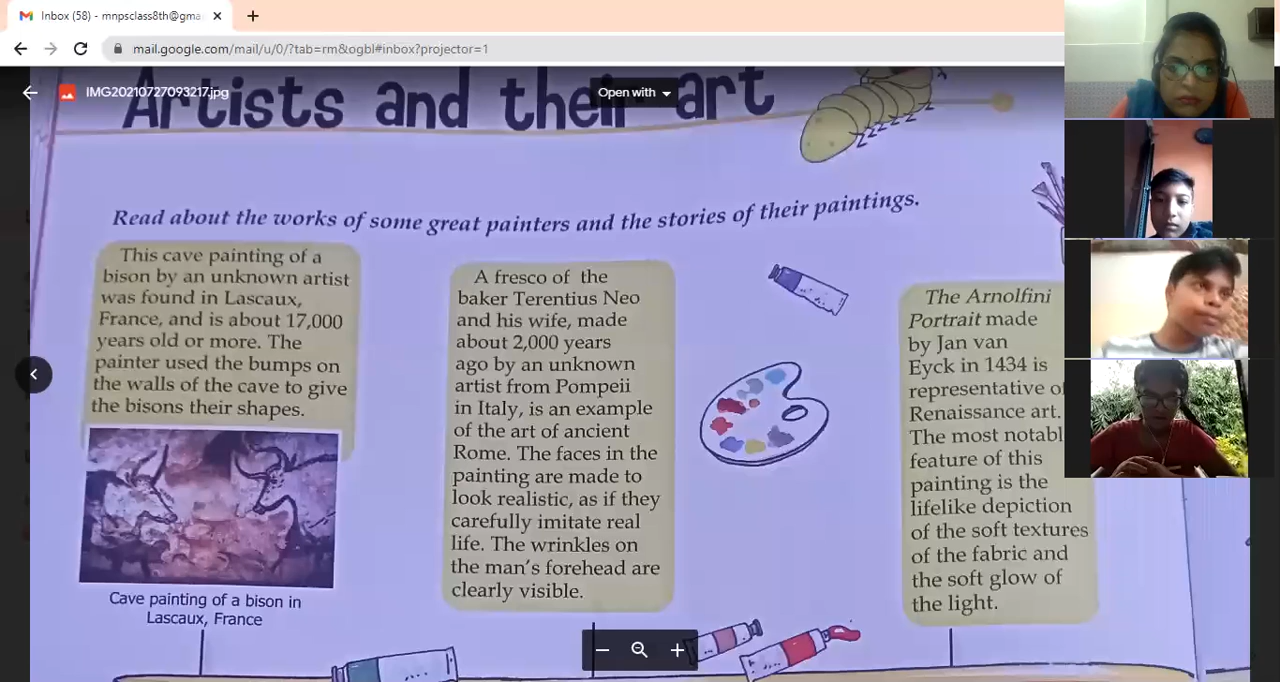 Inbox (58) - mnpsclass8th@gma
mail.google.com/mail/u/0/?tab=rm&ogbl#inbox?projector=1
IMG20210727093217.jpg
Open with
Artists and their art
Read about the works of some great painters and the stories of their paintings.
This cave painting of a
bison by an unknown artist
was found in Lascaux,
France, and is about 17,000
years old or more. The
painter used the bumps on
the walls of the cave to give
the bisons their shapes.
Cave painting of a bison in
Lascaux, France
A fresco of the
baker Terentius Neo
and his wife, made
about 2,000 years
ago by an unknown
artist from Pompeii
in Italy, is an example
of the art of ancient
Rome. The faces in the
painting are made to
look realistic, as if they
carefully imitate real
life. The wrinkles on
the man's forehead are
clearly visible.
The Arnolfini
Portrait made
by Jan van
Eyck in 1434 is
representative
Renaissance art.
The most
feature of this
painting is the
lifelike depiction
of the soft textures
of the fabric and
the soft glow of
the light.